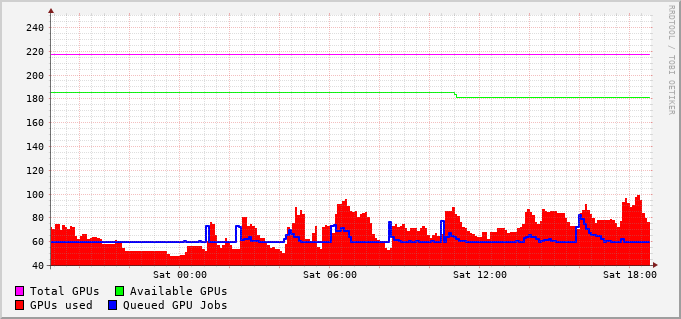 RRDTOOL / TOBI OETIKER
240
220
200
180
160
140
120
100
80
60
40
Sat 00:00 Sat 06:00 Sat 12:00 Sat 18:00
Total GPUs Available GPUs
GPUs used Queued GPU Jobs